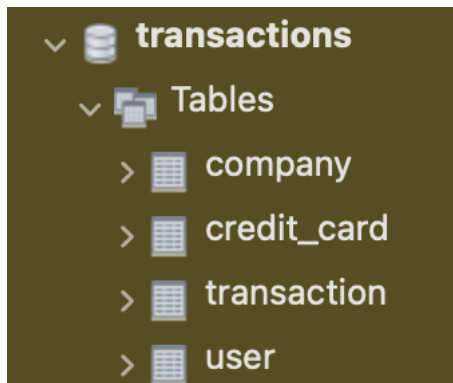 transactions
Tables
company
credit_card
transaction
user